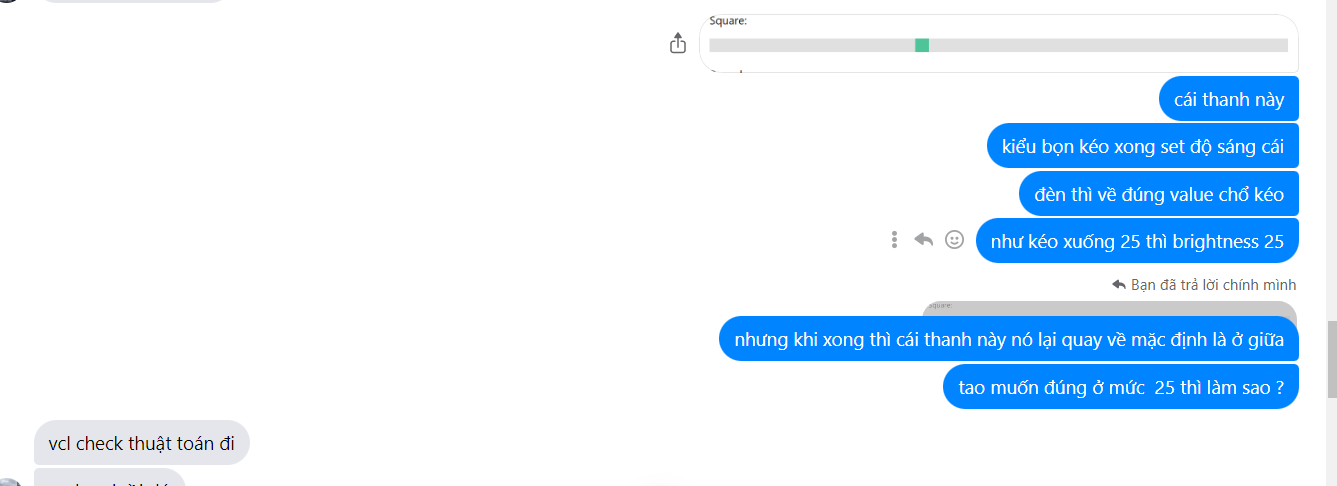 Square:
cái thanh này
kiểu bọn kéo xong set độ sáng cái
đèn thì về đúng value chổ kéo
như kéo xuống 25 thì brightness 25
Bạn đã trả lời chính mình
Square:
nhưng khi xong thì cái thanh này nó lại quay về mặc định là ở giữa
tao muốn đúng ở mức 25 thì làm sao ?
vcl check thuật toán đi